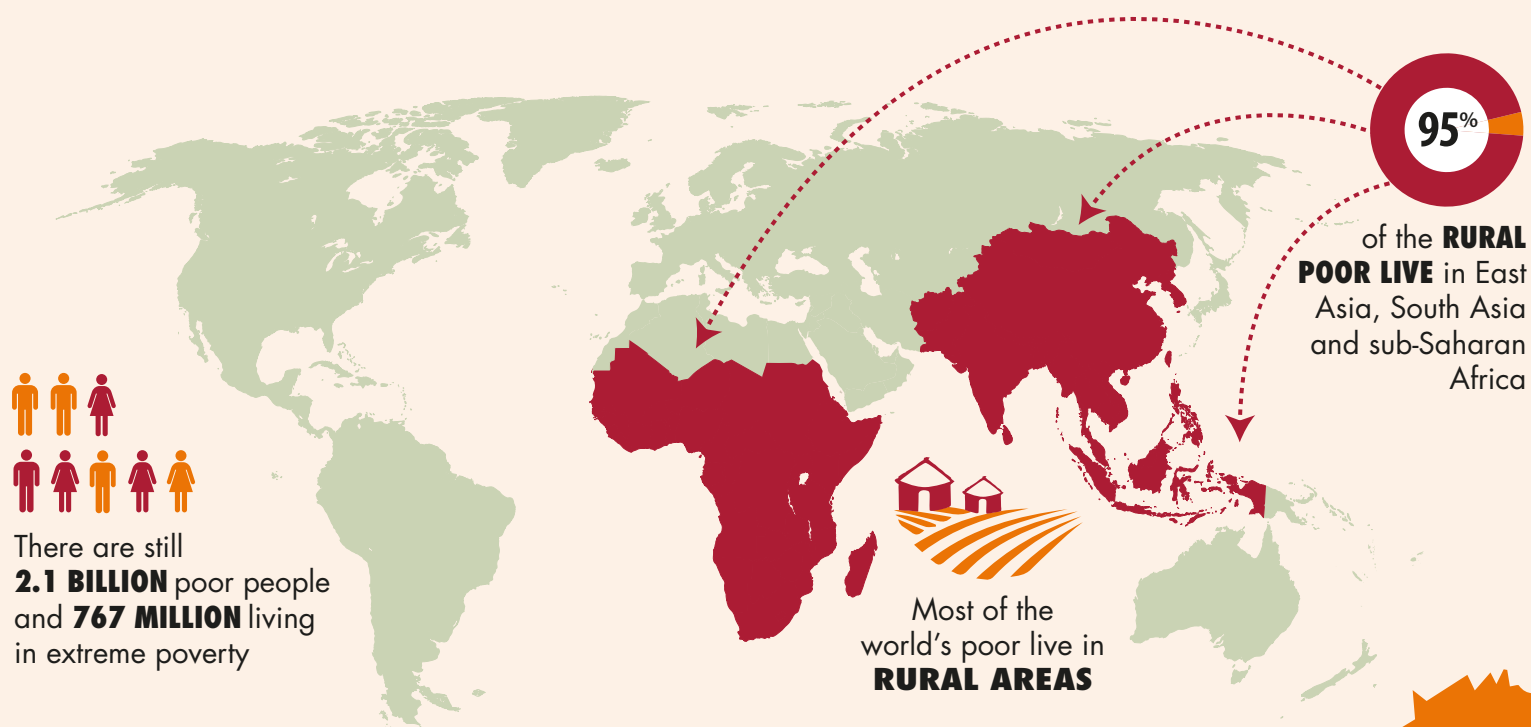 95%
of the RURAL
POOR LIVE in East
Asia, South Asia
and sub-Saharan
Africa
There are still
2.1 BILLION poor people
and 767 MILLION living
in extreme poverty
Most of the
world's poor live in
RURAL AREAS